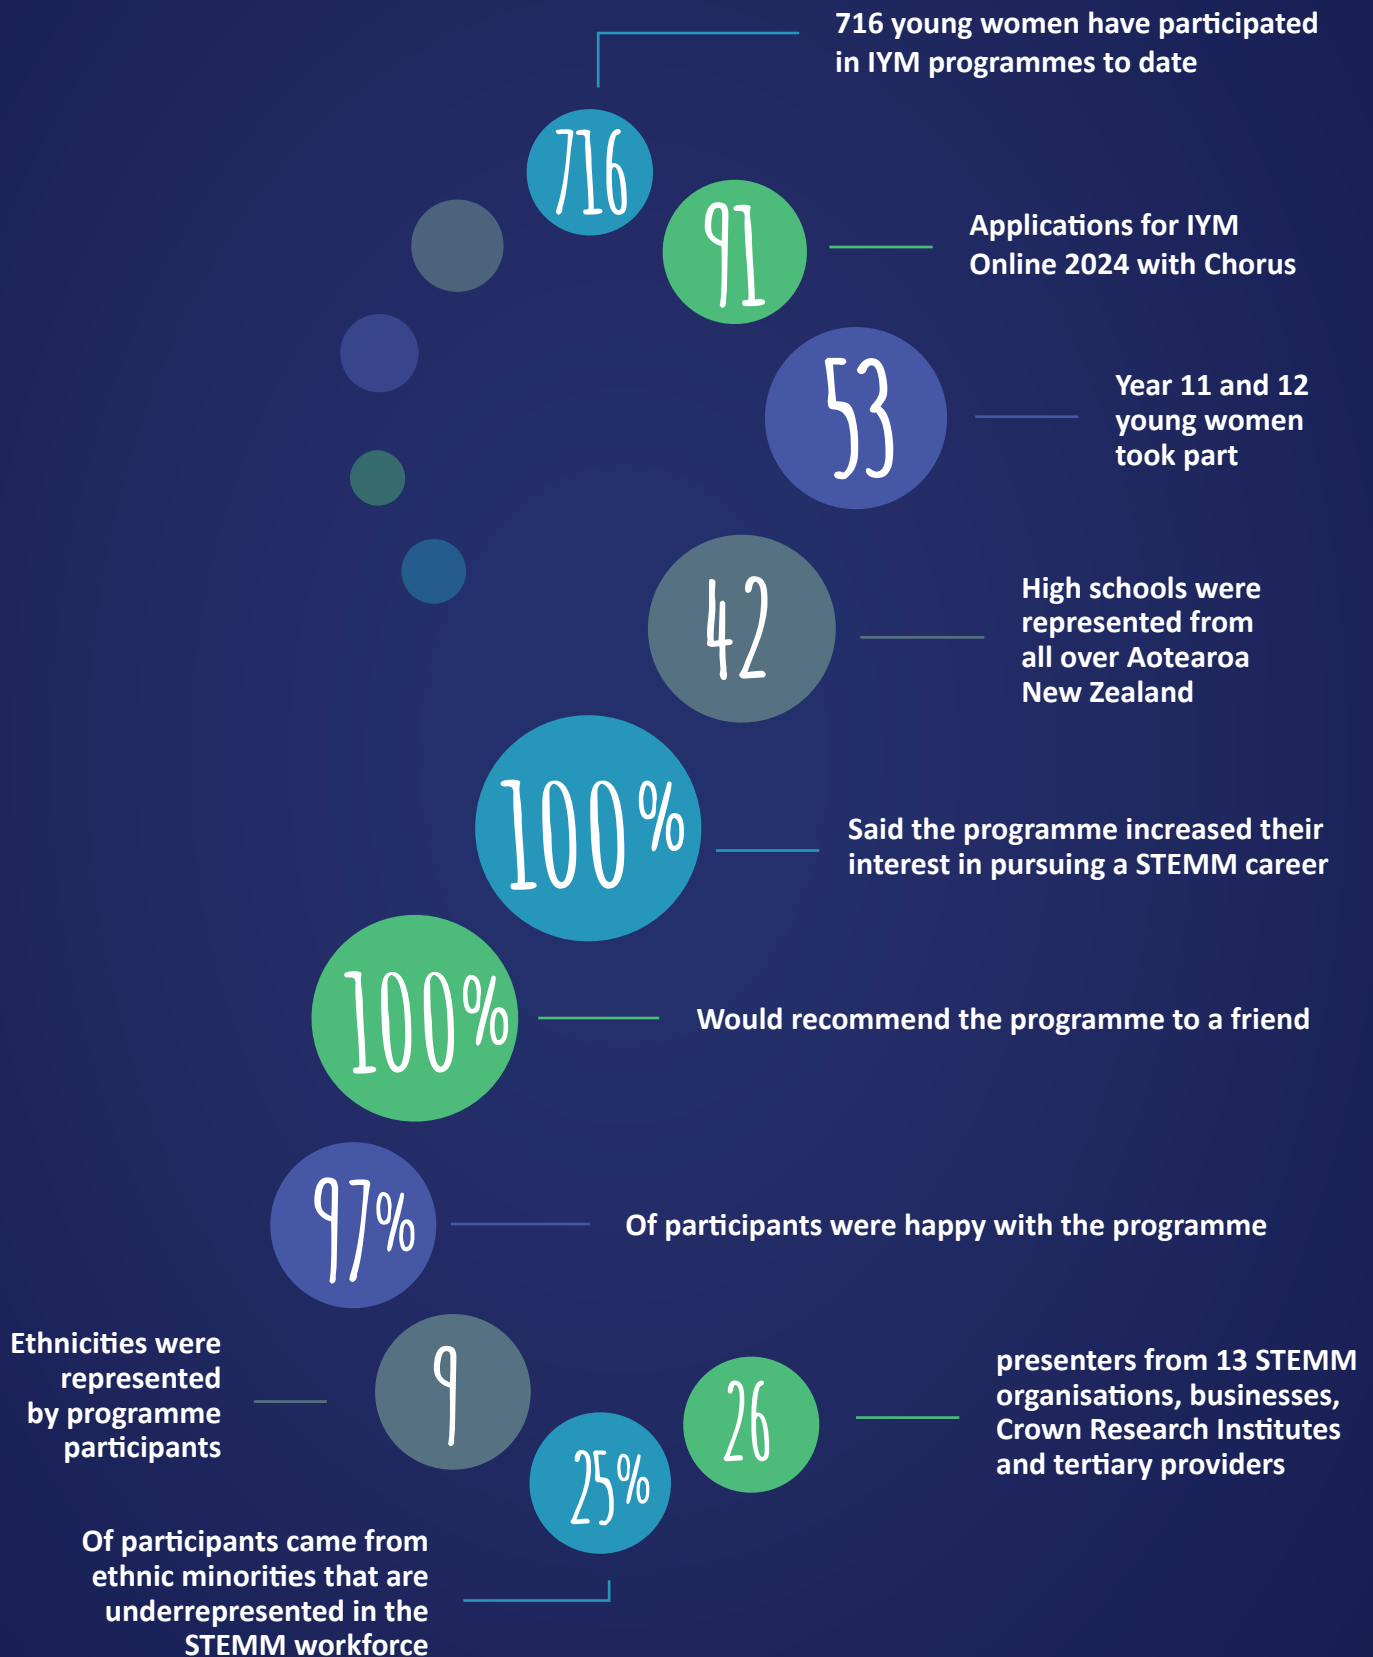 716 young women have participated
in IYM programmes to date
716
91
Applications for IYM
Online 2024 with Chorus
53
Year 11 and 12
young women
took part
42
High schools were
represented from
all over Aotearoa
New Zealand
100%
Said the programme increased their
interest in pursuing a STEMM career
100%
Would recommend the programme to a friend
97%
Of participants were happy with the programme
Ethnicities were
represented
by programme
participants
9
26
presenters from 13 STEMM
organisations, businesses,
Crown Research Institutes
and tertiary providers
25%
Of participants came from
ethnic minorities that are
underrepresented in the
STEMM workforce